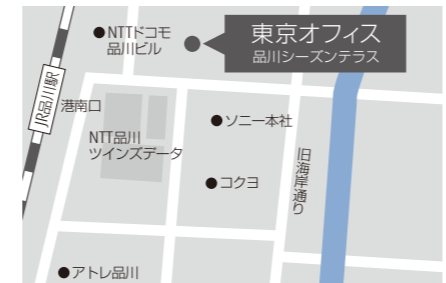 NTTドコモ
品川ビル
東京オフィス
品川シーズンテラス
JR品川駅
港南口
ソニー本社
NTT品川
ツインズデータ
コクヨ
旧海岸通り
アトレ品川